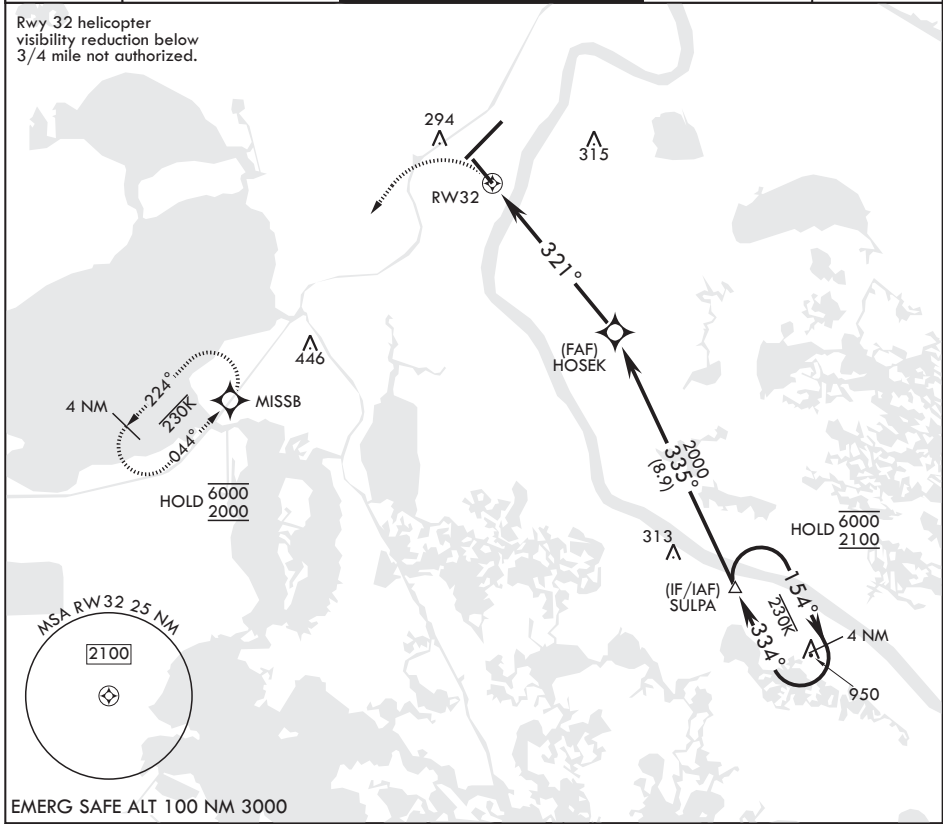 Rwy 32 helicopter
visibility reduction below
3/4 mile not authorized.
294
315
RW32
321°
(FAF)
HOSEK
446
4 NM
224°
230K
044°
MISSB
HOLD 6000
2000
2000
335°
(8.9)
313
HOLD 6000
2100
(IF/IAF)
SULPA
154°
230K
334°
4 NM
950
MSA RW32 25 NM
2100
EMERG SAFE ALT 100 NM 3000